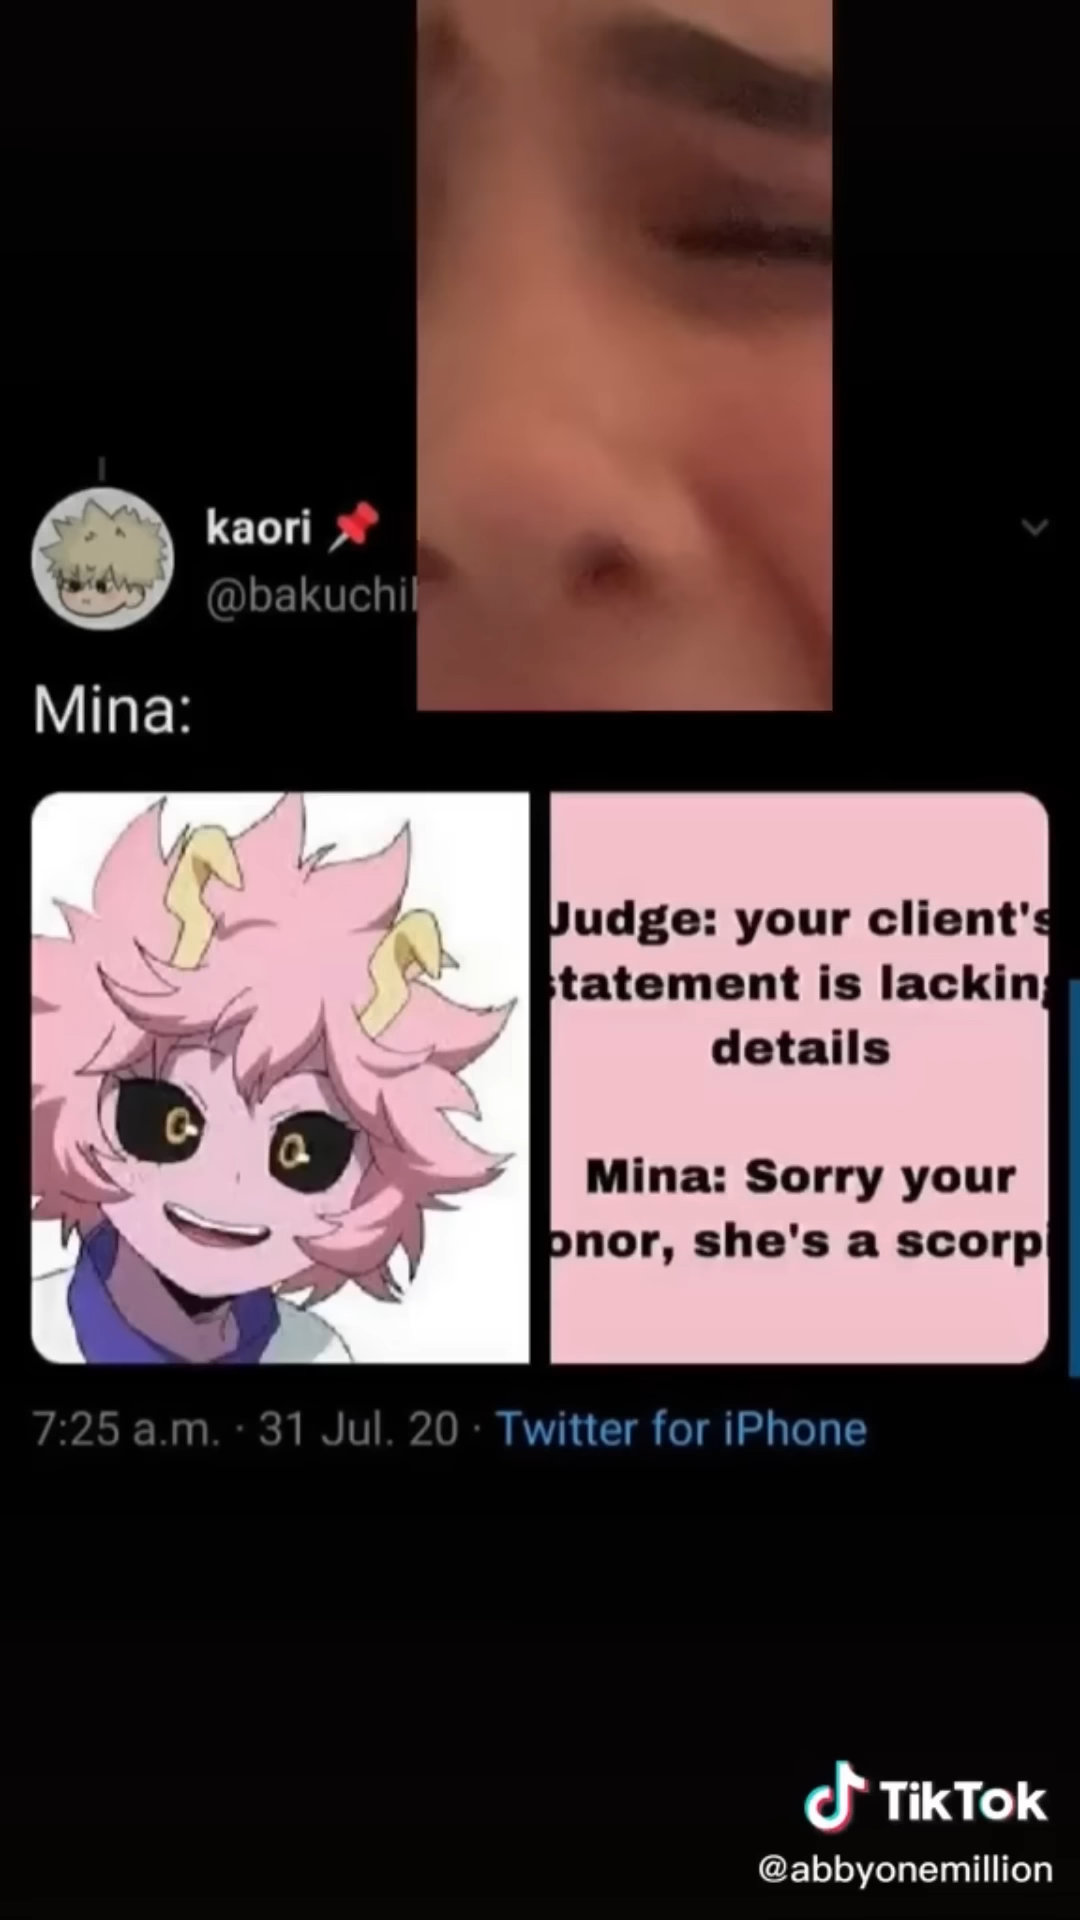 kaori 📌
@bakuchi
Mina:
Judge: your client's
tatement is lackin
details
Mina: Sorry your
onor, she's a scorp
7:25 a.m. · 31 Jul. 20 · Twitter for iPhone
TikTok
@abbyonemillion